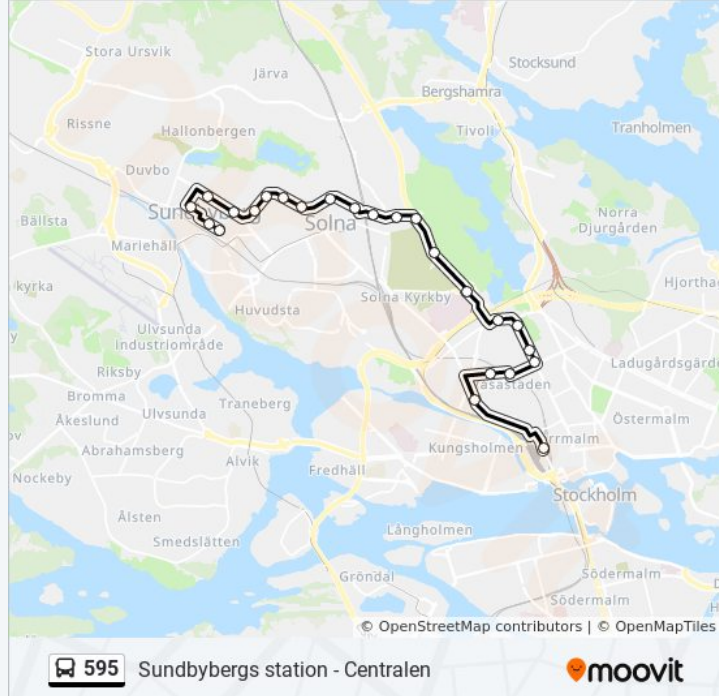 Stora Ursvik
Järva
Stocksund
Bergshamra
Rissne
Hallonbergen
Tivoli
Tranholmen
Duvbo
Sundbyberg
Solna
Norra
Djurgården
Bällsta
Mariehäll
kyrka
Solna Kyrkby
Hjorthag
Huvudsta
Ulvsunda
Industriområde
Riksby
Ladugårdsgärde
Bromma
Vasastaden
Traneberg
Åkeslund
Ulvsunda
Östermalm
Abrahamsberg
Alvik
Kungsholmen
Norrmalm
Nockeby
Fredhäll
Stockholm
Ålsten
Långholmen
Smedslätten
Gröndal
Södermalm
D
Södermalm
H
© OpenStreetMap contributors | © OpenMapTiles
595 Sundbybergs station - Centralen
moovit